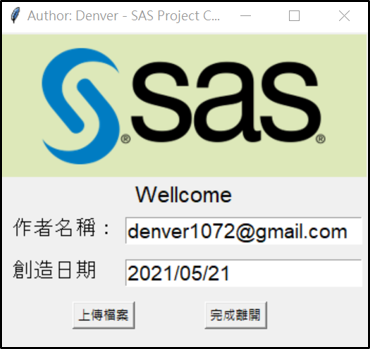 Author: Denver - SAS Project C...
sas®
Wellcome
作者名稱：
denver1072@gmail.com
創造日期
2021/05/21
上傳檔案
完成離開